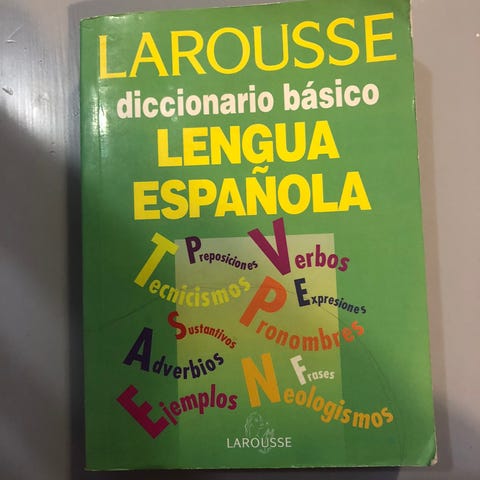 LAROUSSE
diccionario básico
LENGUA
ESPAÑOLA
Preposiciones
Verbos
Tecnicismos
Expresiones
Sustantivos
Pronombres
Adverbios
Frases
Ejemplos
Neologismos
LAROUSSE